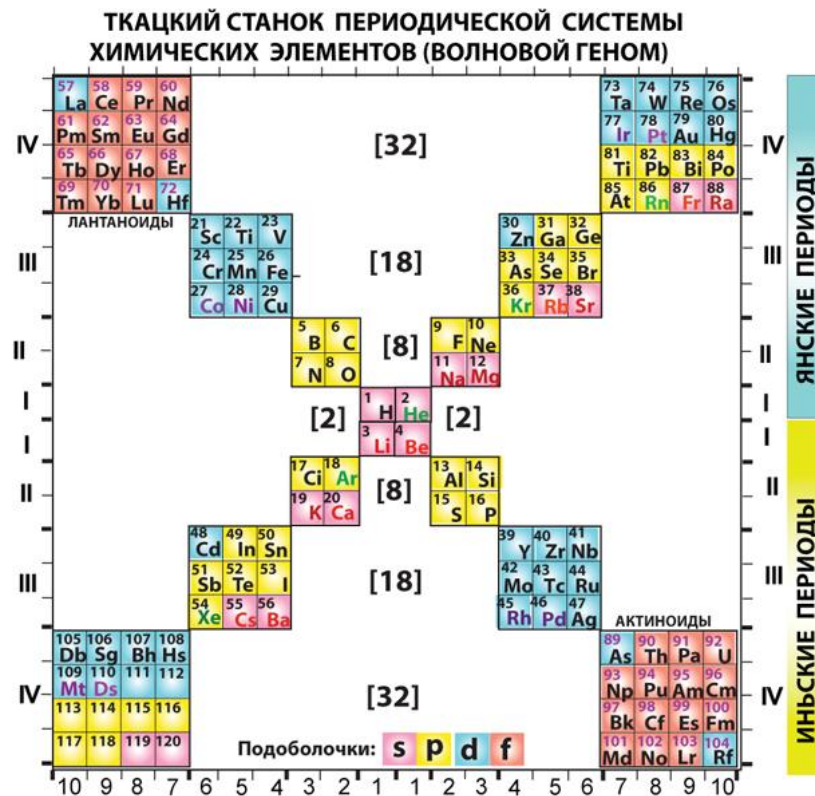 ТКАЦКИЙ СТАНОК ПЕРИОДИЧЕСКОЙ СИСТЕМЫ
ХИМИЧЕСКИХ ЭЛЕМЕНТОВ (ВОЛНОВОЙ ГЕНОМ)
57 La 58 Ce 59 Pr 60 Nd
61 Pm 62 Sm 63 Eu 64 Gd
65 Tb 66 Dy 67 Ho 68 Er
69 Tm 70 Yb 71 Lu 72 Hf
ЛАНТАНОИДЫ
IV
[32]
73 Ta 74 W 75 Re 76 Os
77 Ir 78 Pt 79 Au 80 Hg
81 Ti 82 Pb 83 Bi 84 Po
85 At 86 Rn 87 Fr 88 Ra
IV
III
21 Sc 22 Ti 23 V
24 Cr 25 Mn 26 Fe
27 Co 28 Ni 29 Cu
[18]
30 Zn 31 Ga 32 Ge
33 As 34 Se 35 Br
36 Kr 37 Rb 38 Sr
III
II
5 B 6 C
7 N 8 O
[8]
9 F 10 Ne
11 Na 12 Mg
II
I
[2]
1 H 2 He
3 Li 4 Be
[2]
I
I
I
II
17 Ci 18 Ar
19 K 20 Ca
[8]
13 Al 14 Si
15 S 16 P
II
III
48 Cd 49 In 50 Sn
51 Sb 52 Te 53 I
54 Xe 55 Cs 56 Ba
[18]
39 Y 40 Zr 41 Nb
42 Mo 43 Tc 44 Ru
45 Rh 46 Pd 47 Ag
III
IV
105 Db 106 Sg 107 Bh 108 Hs
109 Mt 110 Ds 111 112
113 114 115 116
117 118 119 120
[32]
АКТИНОИДЫ
89 As 90 Th 91 Pa 92 U
93 Np 94 Pu 95 Am 96 Cm
97 Bk 98 Cf 99 Es 100 Fm
101 Md 102 No 103 Lr 104 Rf
IV
Подоболочки: s p d f
10 9 8 7 6 5 4 3 2 1 1 2 3 4 5 6 7 8 9 10
ЯНСКИЕ ПЕРИОДЫ
ИНЬСКИЕ ПЕРИОДЫ